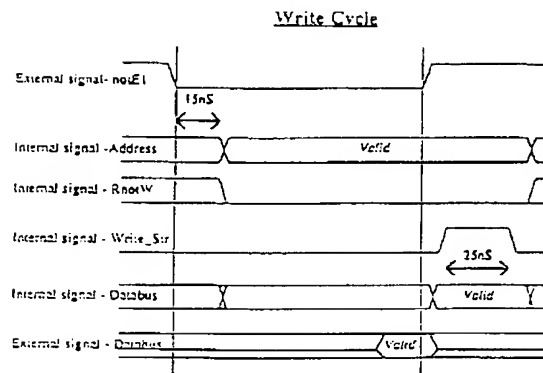 Write Cycle
External signal- notE1
15nS
Internal signal -Address
Valid
Internal signal - RnotW
Internal signal - Write_Str
25nS
Internal signal - Databus
Valid
External signal - Databus
Valid